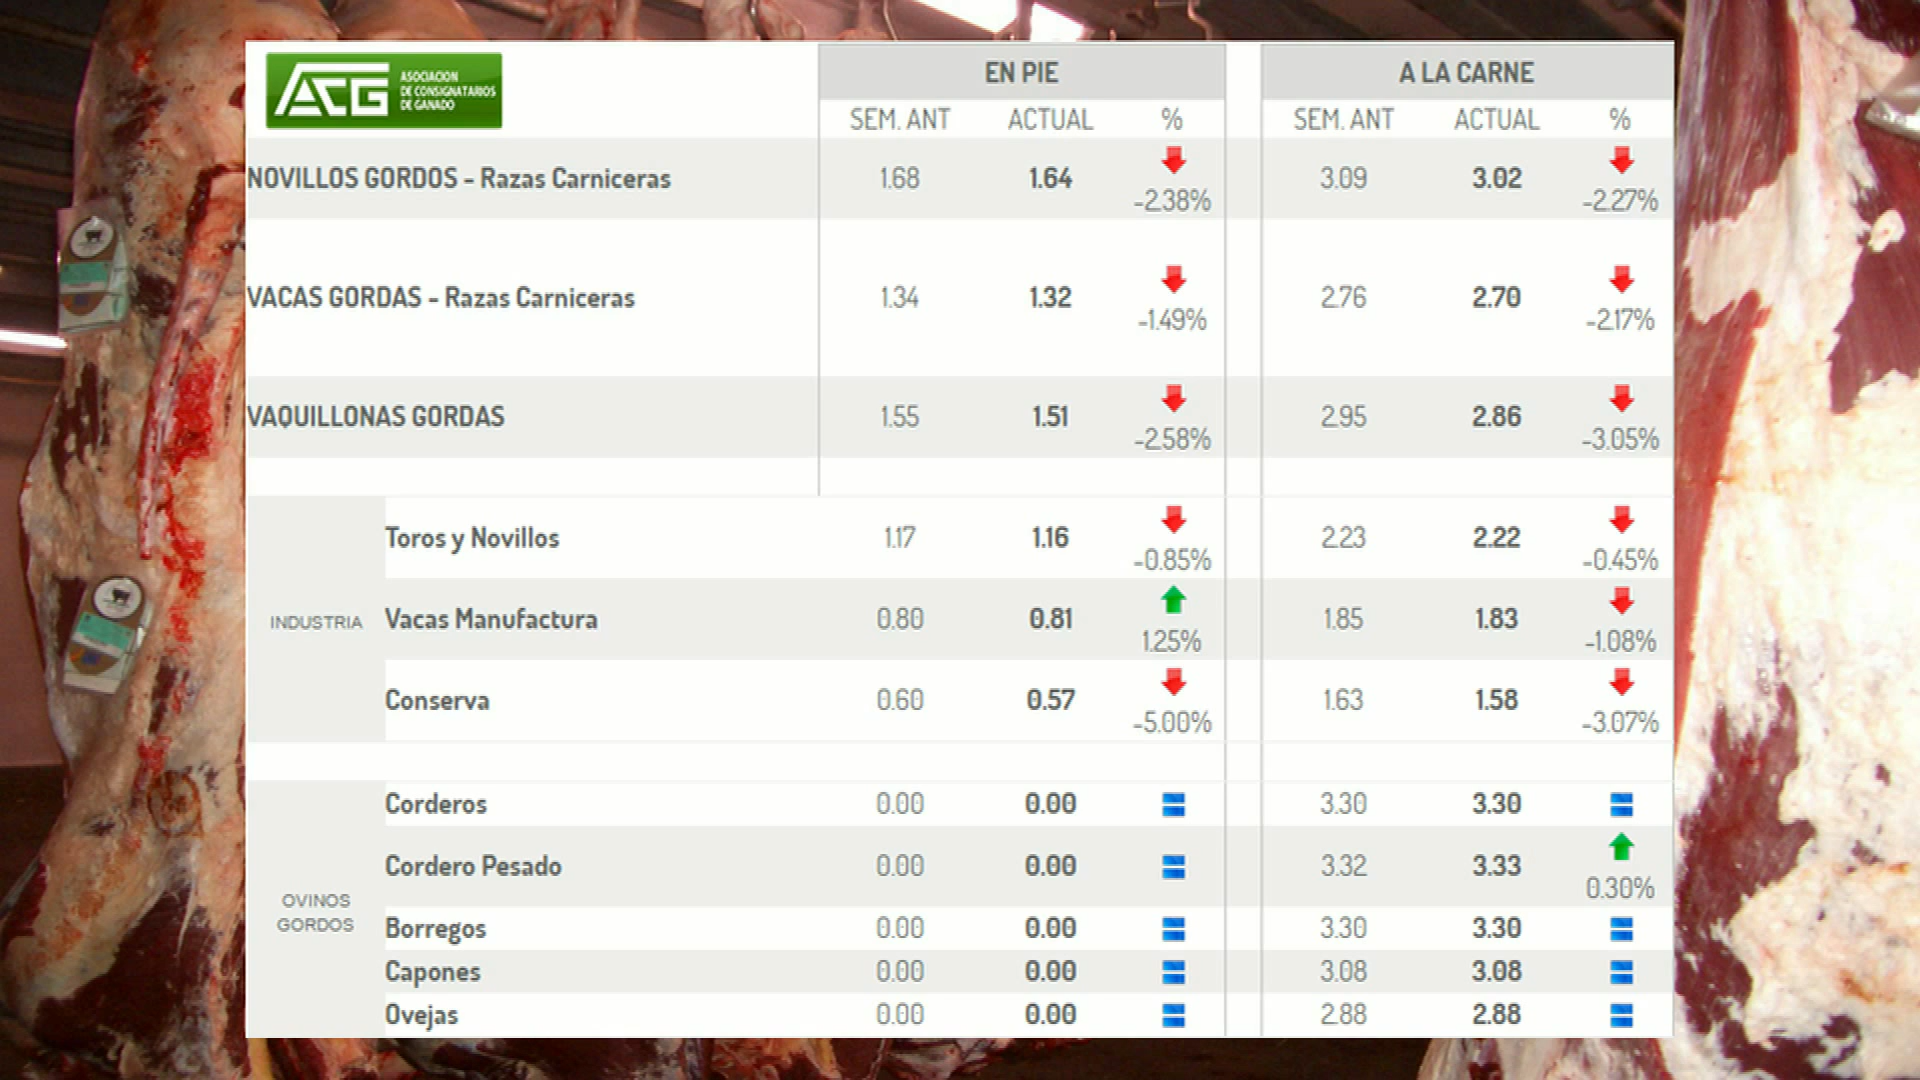 ACG ASOCIACION
DE CONSIGNATARIOS
DE GANADO
EN PIE A LA CARNE
SEM. ANT ACTUAL % SEM. ANT ACTUAL %
NOVILLOS GORDOS - Razas Carniceras 1.68 1.64 -2.38% 3.09 3.02 -2.27%
VACAS GORDAS - Razas Carniceras 1.34 1.32 -1.49% 2.76 2.70 -2.17%
VAQUILLONAS GORDAS 1.55 1.51 -2.58% 2.95 2.86 -3.05%
INDUSTRIA
Toros y Novillos 1.17 1.16 -0.85% 2.23 2.22 -0.45%
Vacas Manufactura 0.80 0.81 1.25% 1.85 1.83 -1.08%
Conserva 0.60 0.57 -5.00% 1.63 1.58 -3.07%
OVINOS
GORDOS
Corderos 0.00 0.00 3.30 3.30
Cordero Pesado 0.00 0.00 3.32 3.33 0.30%
Borregos 0.00 0.00 3.30 3.30
Capones 0.00 0.00 3.08 3.08
Ovejas 0.00 0.00 2.88 2.88